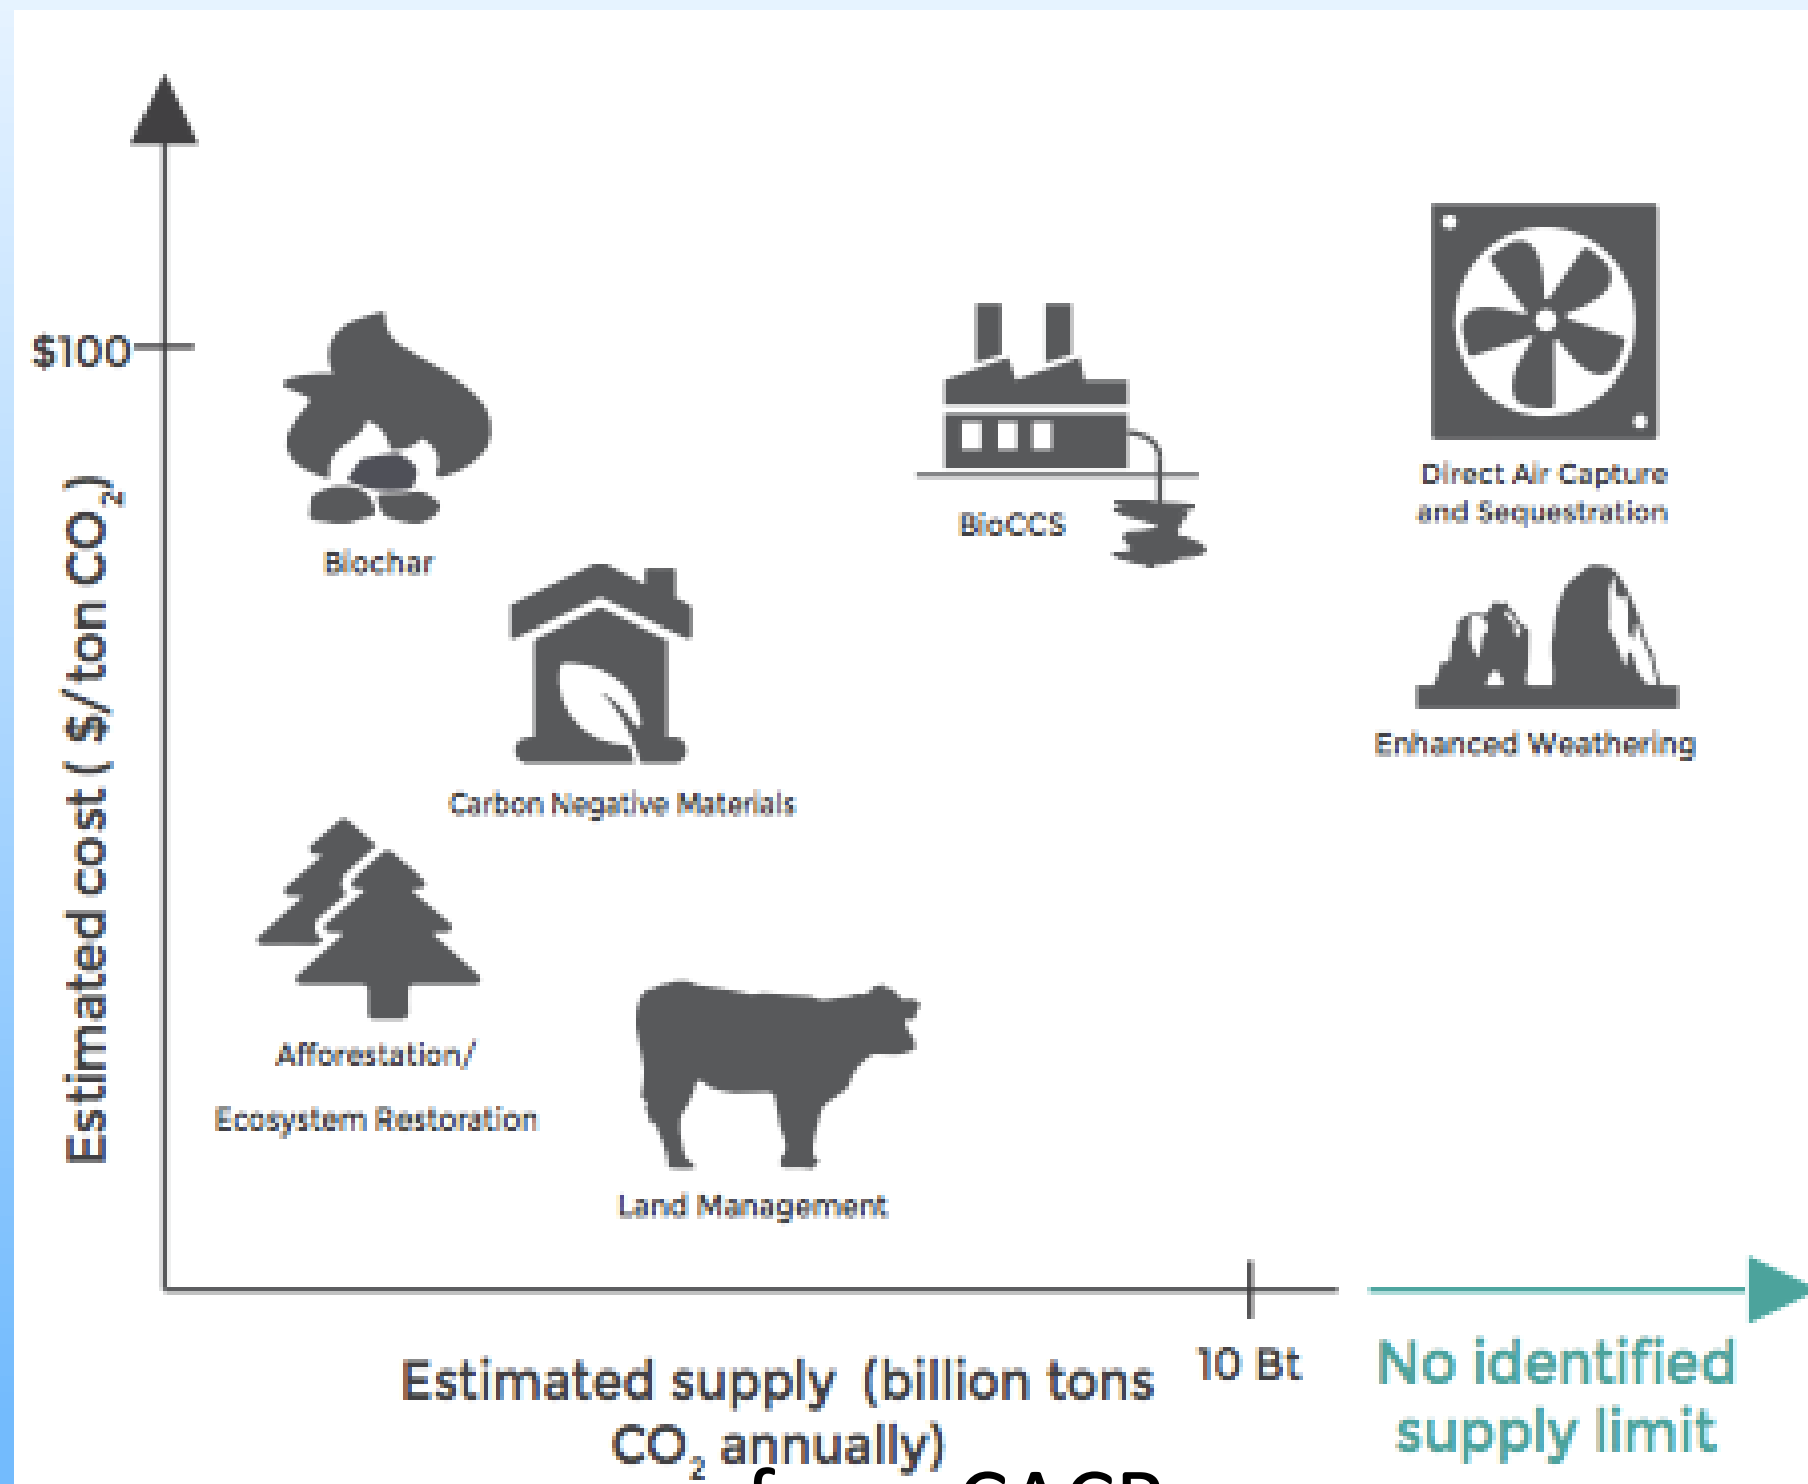 $100
Estimated cost ( $/ton CO₂)
Biochar
BioCCS
Direct Air Capture
and Sequestration
Enhanced Weathering
Carbon Negative Materials
Afforestation/
Ecosystem Restoration
Land Management
10 Bt
Estimated supply (billion tons
CO₂ annually)
No identified
supply limit